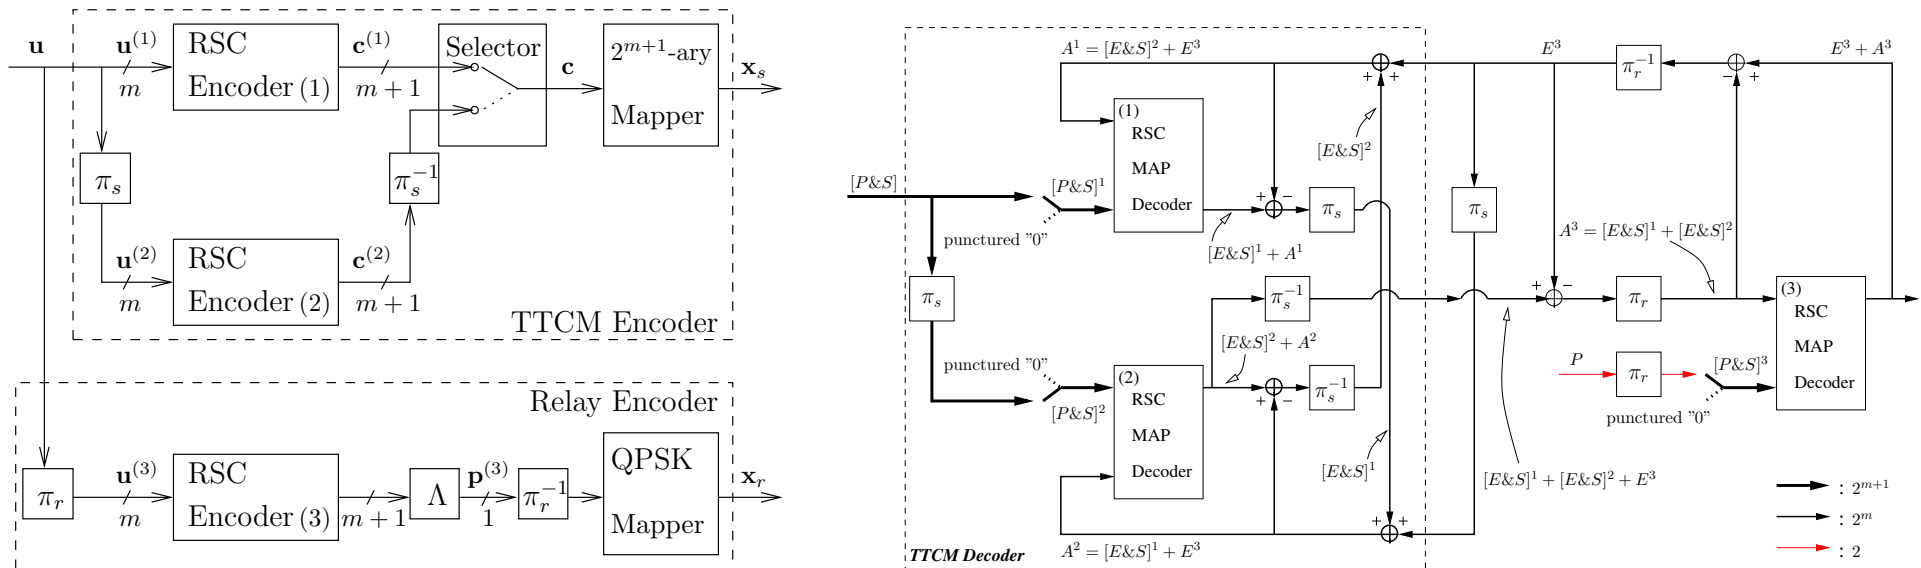 u
u^(1)
m
RSC
Encoder (1)
c^(1)
m + 1
Selector
c
2^{m+1}-ary
Mapper
x_s
π_s
π_s^{-1}
u^(2)
m
RSC
Encoder (2)
c^(2)
m + 1
TTCM Encoder
Relay Encoder
π_r
u^(3)
m
RSC
Encoder (3)
m + 1
Λ
p^(3)
1
π_r^{-1}
QPSK
Mapper
x_r
A^1 = [E&S]^2 + E^3
E^3
π_r^{-1}
E^3 + A^3
+ +
− +
(1)
RSC
MAP
Decoder
[E&S]^2
[P&S]
[P&S]^1
punctured "0"
+ −
π_s
[E&S]^1 + A^1
π_s
A^3 = [E&S]^1 + [E&S]^2
π_s
π_s^{-1}
+ −
π_r
(3)
RSC
MAP
Decoder
[E&S]^2 + A^2
punctured "0"
[P&S]^2
(2)
RSC
MAP
Decoder
+ −
π_s^{-1}
P
π_r
[P&S]^3
punctured "0"
[E&S]^1
[E&S]^1 + [E&S]^2 + E^3
+ +
A^2 = [E&S]^1 + E^3
TTCM Decoder
: 2^{m+1}
: 2^m
: 2